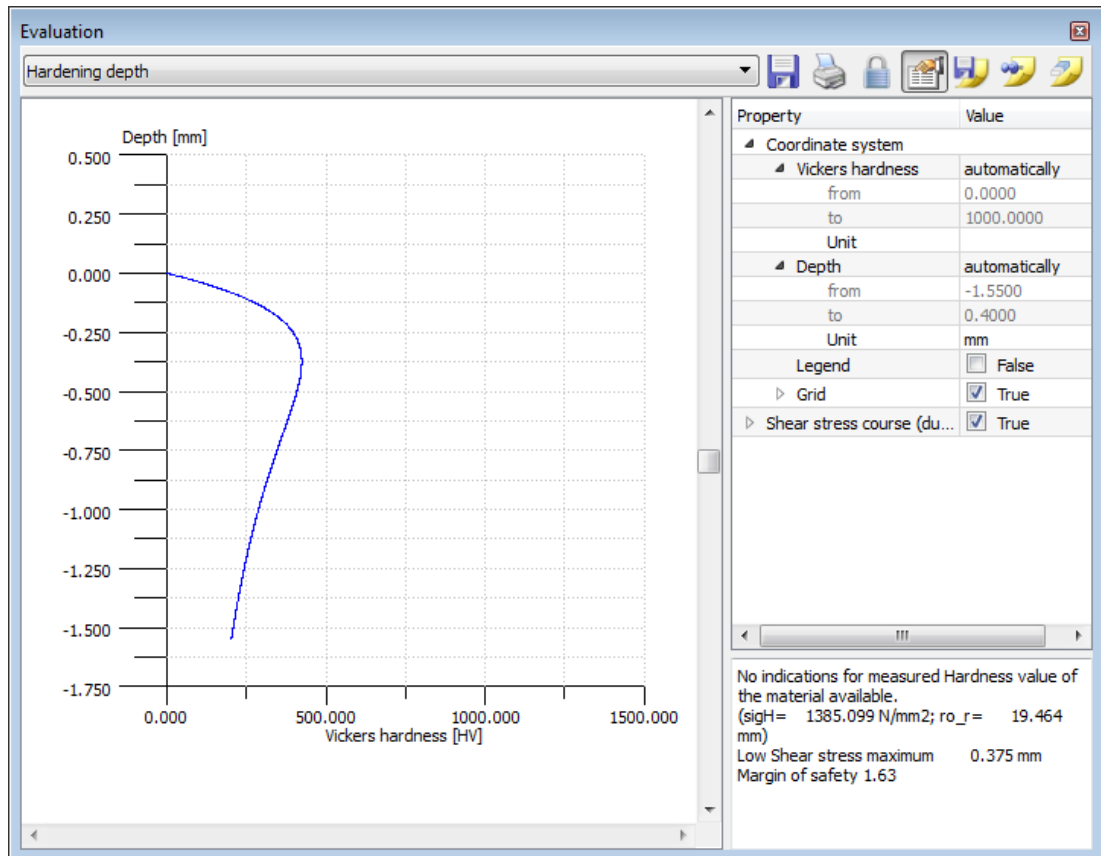 Evaluation
Hardening depth
Depth [mm]
0.500
0.250
0.000
-0.250
-0.500
-0.750
-1.000
-1.250
-1.500
-1.750
0.000 500.000 1000.000 1500.000
Vickers hardness [HV]
Property Value
Coordinate system
Vickers hardness automatically
from 0.0000
to 1000.0000
Unit
Depth automatically
from -1.5500
to 0.4000
Unit mm
Legend False
Grid True
Shear stress course (du... True
No indications for measured Hardness value of
the material available.
(sigH= 1385.099 N/mm2; ro_r= 19.464
mm)
Low Shear stress maximum 0.375 mm
Margin of safety 1.63